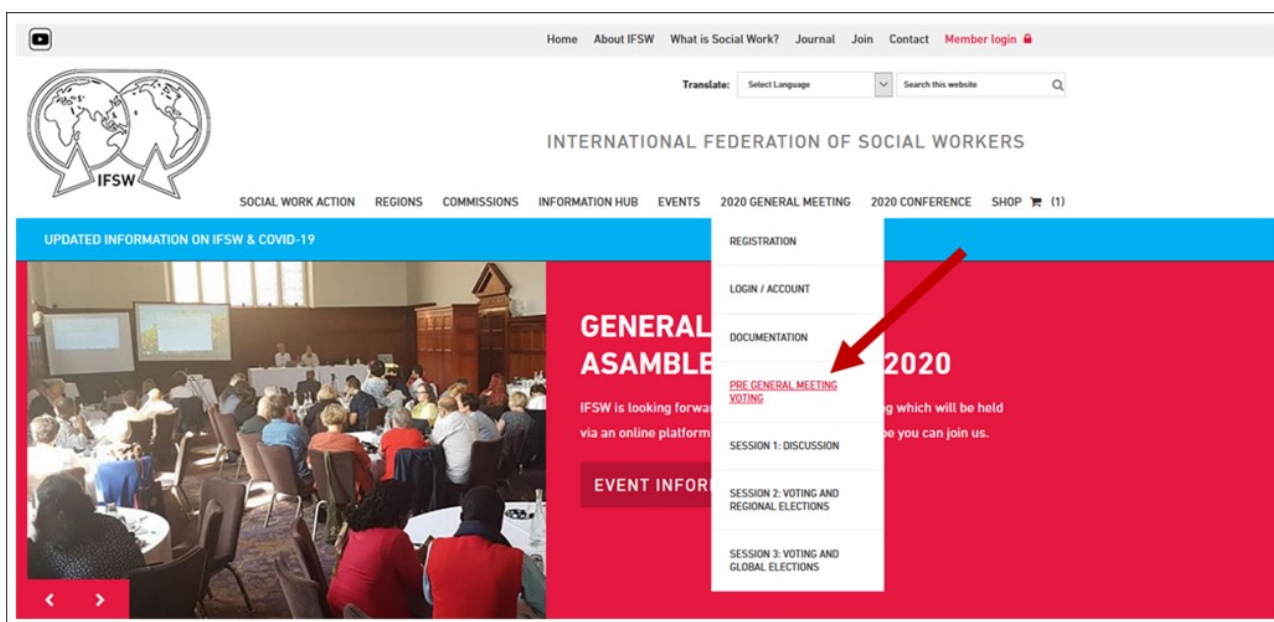 Home About IFSW What is Social Work? Journal Join Contact Member login
Translate: Select Language Search this website
INTERNATIONAL FEDERATION OF SOCIAL WORKERS
IFSW
SOCIAL WORK ACTION REGIONS COMMISSIONS INFORMATION HUB EVENTS 2020 GENERAL MEETING 2020 CONFERENCE SHOP (1)
UPDATED INFORMATION ON IFSW & COVID-19
REGISTRATION
LOGIN / ACCOUNT
DOCUMENTATION
PRE GENERAL MEETING
VOTING
SESSION 1: DISCUSSION
SESSION 2: VOTING AND
REGIONAL ELECTIONS
SESSION 3: VOTING AND
GLOBAL ELECTIONS
GENERAL
2020
IFSW is looking which will be held
via an online platform you can join us.
EVENT